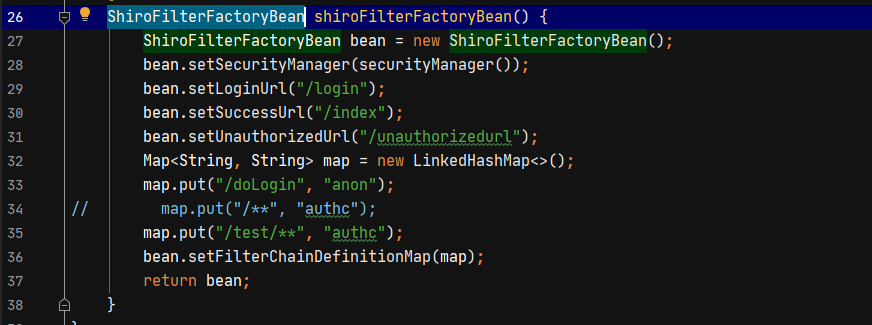 26 ShiroFilterFactoryBean shiroFilterFactoryBean() {
27 ShiroFilterFactoryBean bean = new ShiroFilterFactoryBean();
28 bean.setSecurityManager(securityManager());
29 bean.setLoginUrl("/login");
30 bean.setSuccessUrl("/index");
31 bean.setUnauthorizedUrl("/unauthorizedurl");
32 Map<String, String> map = new LinkedHashMap<>();
33 map.put("/doLogin", "anon");
34 // map.put("/**", "authc");
35 map.put("/test/**", "authc");
36 bean.setFilterChainDefinitionMap(map);
37 return bean;
38 }